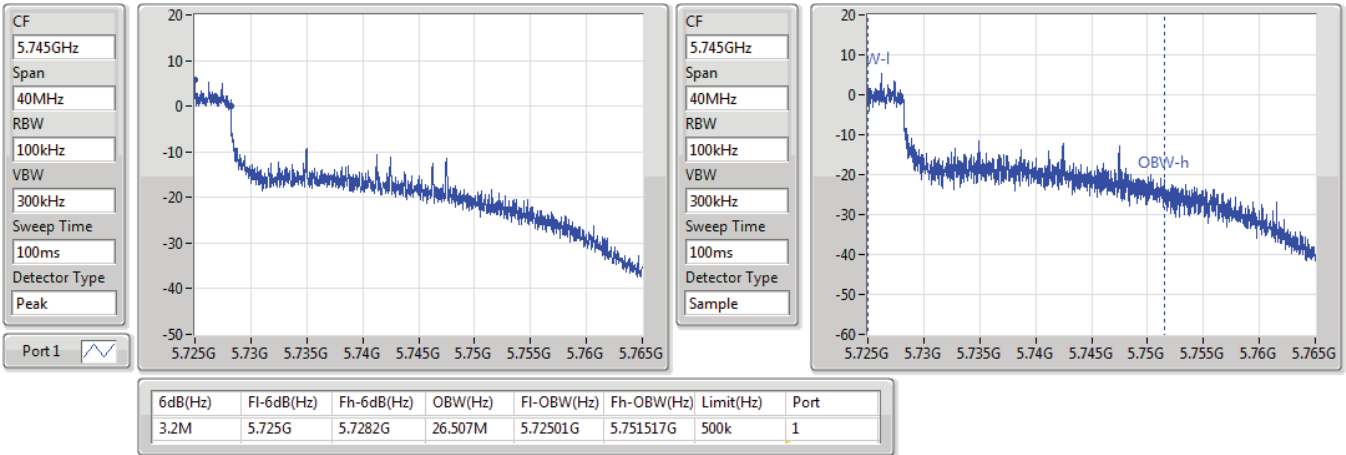 CF
5.745GHz
Span
40MHz
RBW
100kHz
VBW
300kHz
Sweep Time
100ms
Detector Type
Peak
Port 1
20
10
0
-10
-20
-30
-40
-50
5.725G 5.73G 5.735G 5.74G 5.745G 5.75G 5.755G 5.76G 5.765G
CF
5.745GHz
Span
40MHz
RBW
100kHz
VBW
300kHz
Sweep Time
100ms
Detector Type
Sample
20
10
0
-10
-20
-30
-40
-50
-60
W-l
OBW-h
5.725G 5.73G 5.735G 5.74G 5.745G 5.75G 5.755G 5.76G 5.765G
6dB(Hz) Fl-6dB(Hz) Fh-6dB(Hz) OBW(Hz) Fl-OBW(Hz) Fh-OBW(Hz) Limit(Hz) Port
3.2M 5.725G 5.7282G 26.507M 5.72501G 5.751517G 500k 1